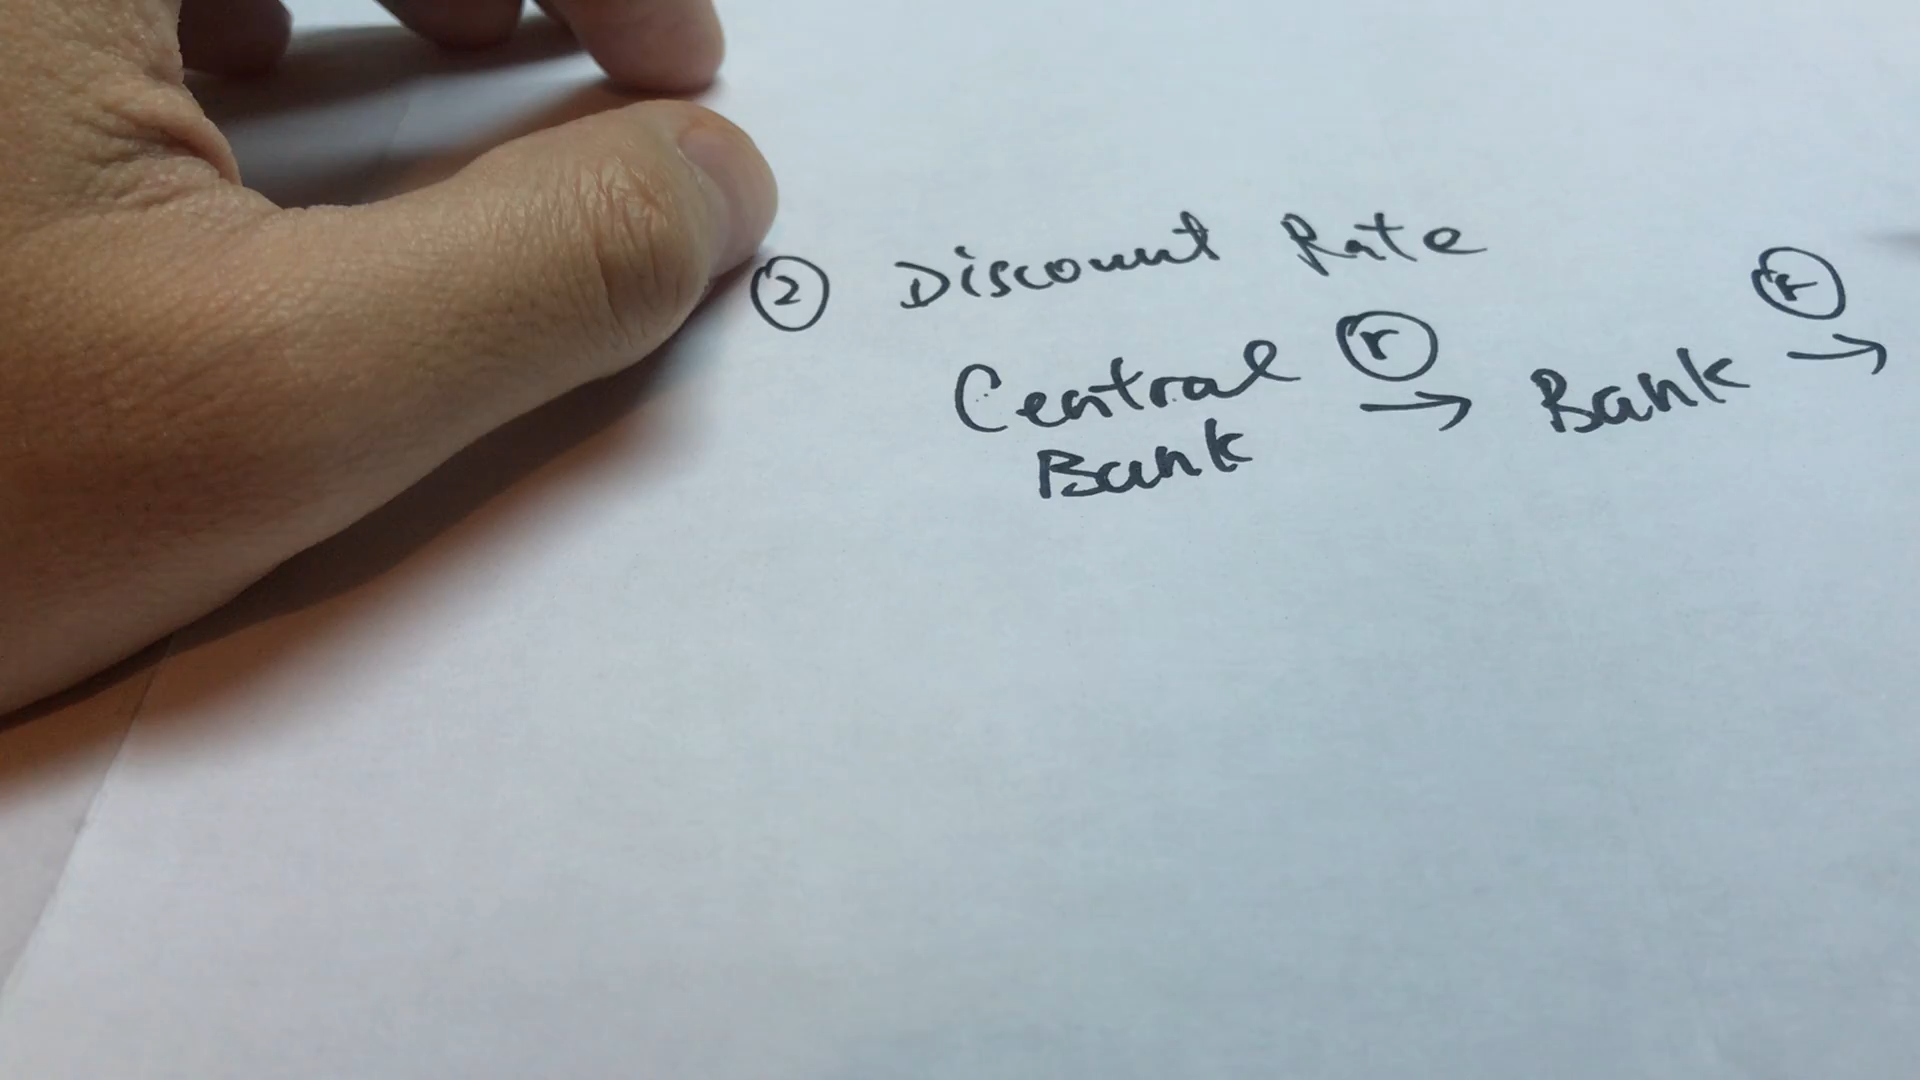 ② Discount Rate
Central ⓡ → Bank ⓡ →
Bank